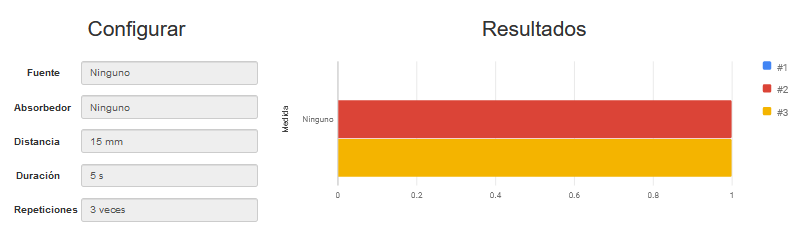 Configurar
Fuente Ninguno
Absorbedor Ninguno
Distancia 15 mm
Duración 5 s
Repeticiones 3 veces
Resultados
Medida
Ninguno
0 0.2 0.4 0.6 0.8 1
#1
#2
#3